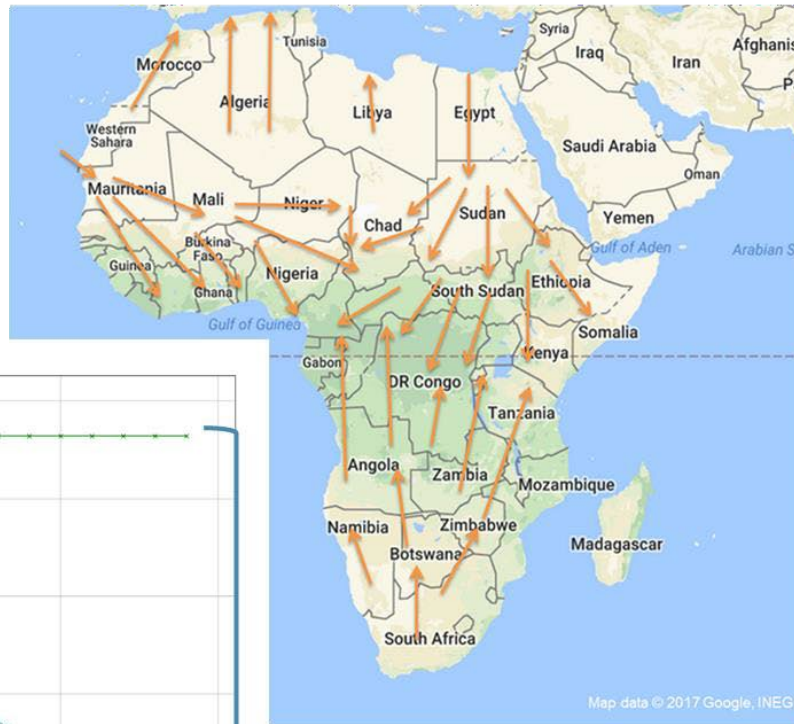 Syria
Afghanis
Tunisia
Iraq
Iran
Morocco
P
Algeria
Libya
Egypt
Western
Sahara
Saudi Arabia
Oman
Mauritania
Mali
Niger
Chad
Sudan
Yemen
Gulf of Aden
Arabian S
Burkina
Faso
Guinea
Nigeria
Ethiopia
Ghana
South Sudan
Gulf of Guinea
Somalia
Gabon
Kenya
DR Congo
Tanzania
Angola
Zambia
Mozambique
Namibia
Zimbabwe
Madagascar
Botswana
South Africa
Map data © 2017 Google, INEG